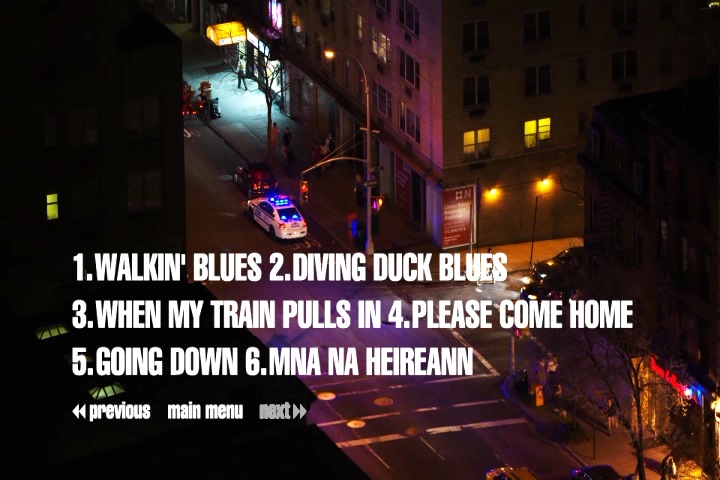 1.WALKIN' BLUES 2.DIVING DUCK BLUES
3.WHEN MY TRAIN PULLS IN 4.PLEASE COME HOME
5.GOING DOWN 6.MNA NA HEIREANN
previous main menu next